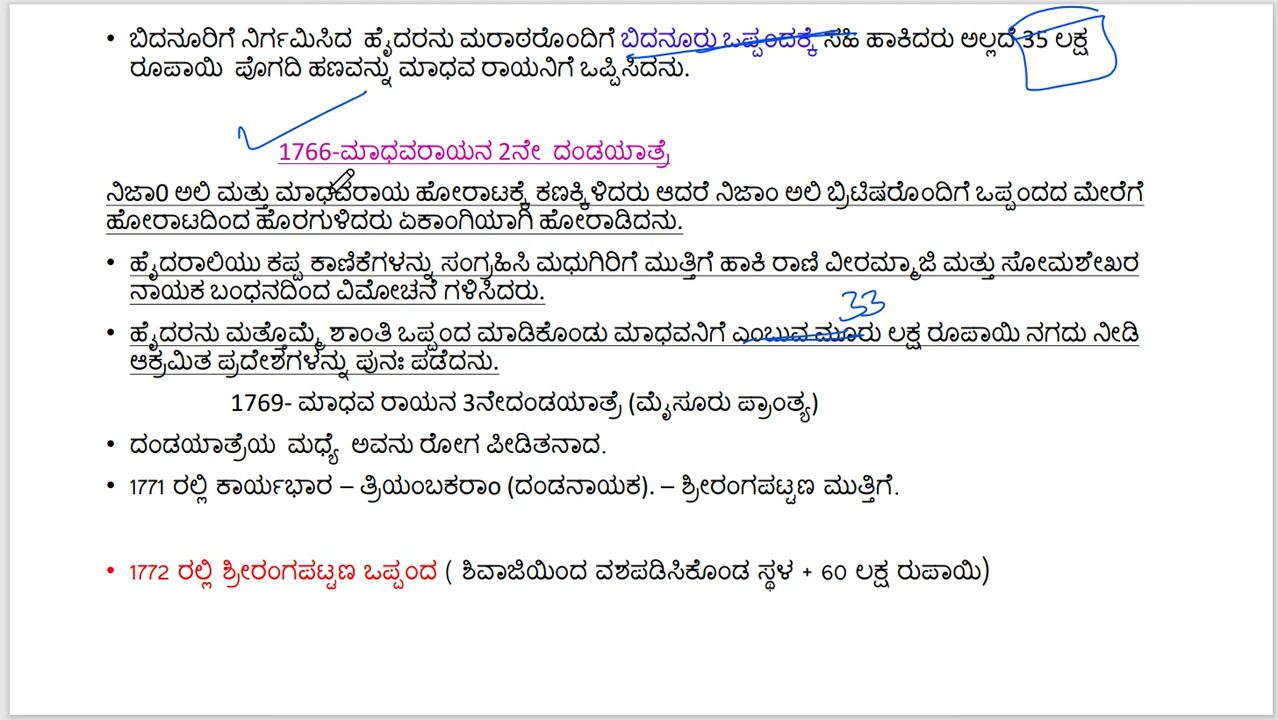 • ಬಿದನೂರಿಗೆ ನಿರ್ಗಮಿಸಿದ ಹೈದರನು ಮರಾಠರೊಂದಿಗೆ ಬಿದನೂರು ಒಪ್ಪಂದಕ್ಕೆ ಸಹಿ ಹಾಕಿದರು ಅಲ್ಲದೆ 35 ಲಕ್ಷ
ರೂಪಾಯಿ ಪೊಗದಿ ಹಣವನ್ನು ಮಾಧವ ರಾಯನಿಗೆ ಒಪ್ಪಿಸಿದನು.
1766-ಮಾಧವರಾಯನ 2ನೇ ದಂಡಯಾತ್ರೆ
ನಿಜಾ0 ಅಲಿ ಮತ್ತು ಮಾಧವರಾಯ ಹೋರಾಟಕ್ಕೆ ಕಣಕ್ಕಿಳಿದರು ಆದರೆ ನಿಜಾಂ ಅಲಿ ಬ್ರಿಟಿಷರೊಂದಿಗೆ ಒಪ್ಪಂದದ ಮೇರೆಗೆ
ಹೋರಾಟದಿಂದ ಹೊರಗುಳಿದರು ಏಕಾಂಗಿಯಾಗಿ ಹೋರಾಡಿದನು.
• ಹೈದರಾಲಿಯು ಕಪ್ಪ ಕಾಣಿಕೆಗಳನ್ನು ಸಂಗ್ರಹಿಸಿ ಮಧುಗಿರಿಗೆ ಮುತ್ತಿಗೆ ಹಾಕಿ ರಾಣಿ ವೀರಮ್ಮಾಜಿ ಮತ್ತು ಸೋಮಶೇಖರ
ನಾಯಕ ಬಂಧನದಿಂದ ವಿಮೋಚನೆ ಗಳಿಸಿದರು.
33
• ಹೈದರನು ಮತ್ತೊಮ್ಮೆ ಶಾಂತಿ ಒಪ್ಪಂದ ಮಾಡಿಕೊಂಡು ಮಾಧವನಿಗೆ ಎಂಬುವ ಮೂರು ಲಕ್ಷ ರೂಪಾಯಿ ನಗದು ನೀಡಿ
ಆಕ್ರಮಿತ ಪ್ರದೇಶಗಳನ್ನು ಪುನಃ ಪಡೆದನು.
1769- ಮಾಧವ ರಾಯನ 3ನೇದಂಡಯಾತ್ರೆ (ಮೈಸೂರು ಪ್ರಾಂತ್ಯ)
• ದಂಡಯಾತ್ರೆಯ ಮಧ್ಯೆ ಅವನು ರೋಗ ಪೀಡಿತನಾದ.
• 1771 ರಲ್ಲಿ ಕಾರ್ಯಭಾರ – ತ್ರಿಯಂಬಕರಾಂ (ದಂಡನಾಯಕ). – ಶ್ರೀರಂಗಪಟ್ಟಣ ಮುತ್ತಿಗೆ.
• 1772 ರಲ್ಲಿ ಶ್ರೀರಂಗಪಟ್ಟಣ ಒಪ್ಪಂದ ( ಶಿವಾಜಿಯಿಂದ ವಶಪಡಿಸಿಕೊಂಡ ಸ್ಥಳ + 60 ಲಕ್ಷ ರುಪಾಯಿ)